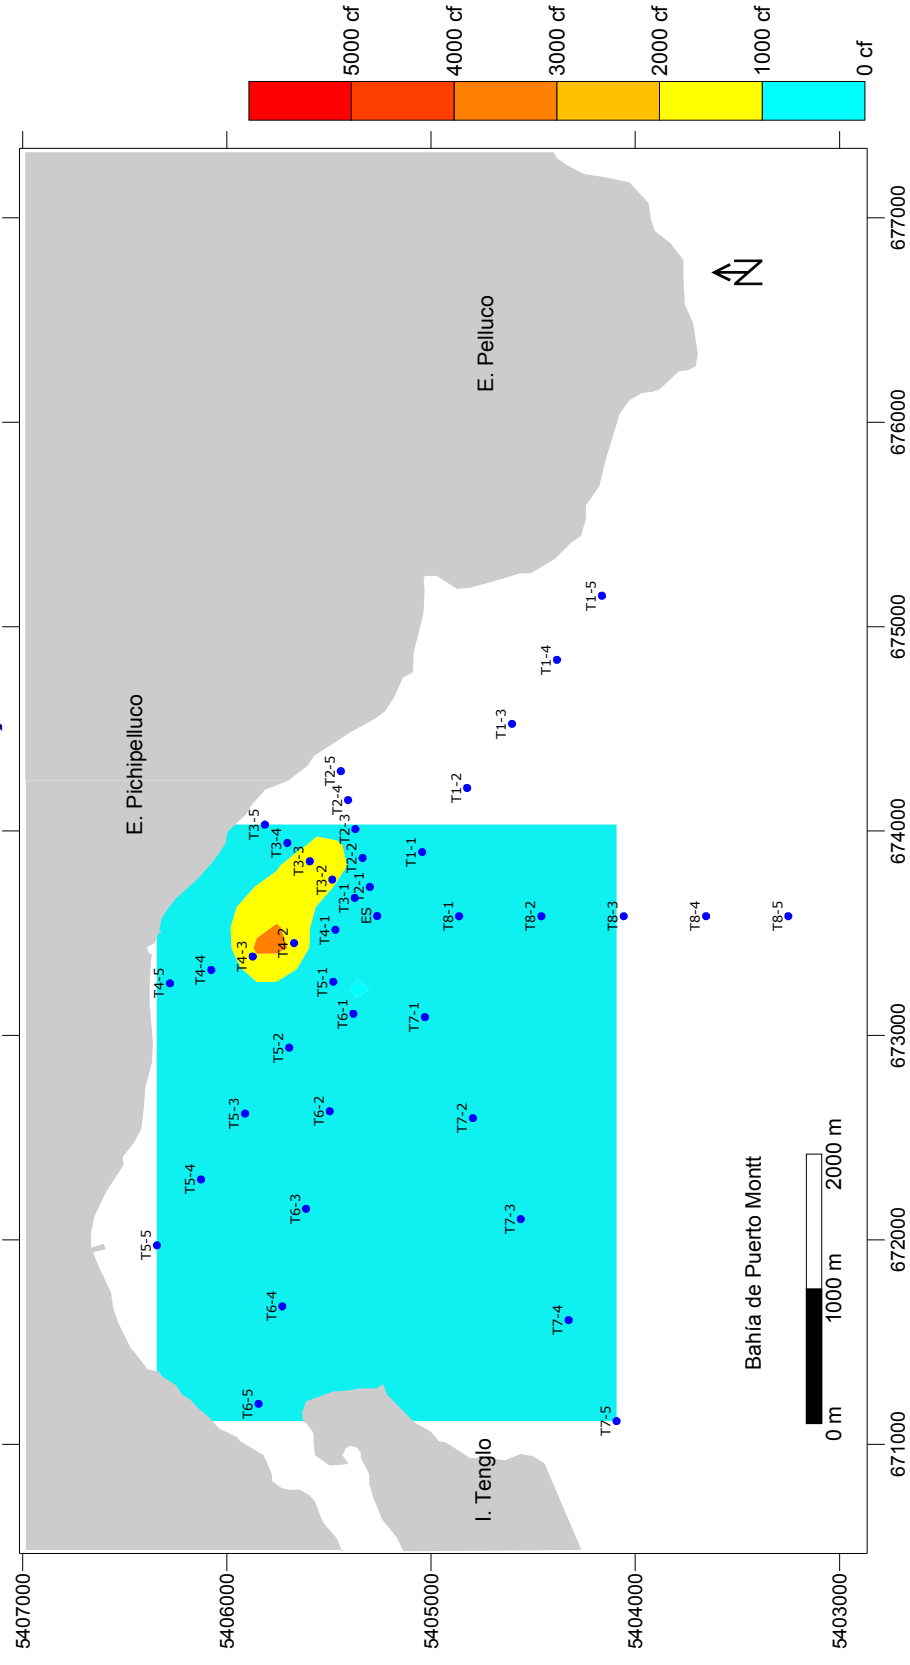 E. Pichipelluco
E. Pelluco
I. Tenglo
Bahía de Puerto Montt
N
0 m
1000 m
2000 m
5407000
5406000
5405000
5404000
5403000
671000
672000
673000
674000
675000
676000
677000
5000 cf
4000 cf
3000 cf
2000 cf
1000 cf
0 cf
T5-5
T5-4
T5-3
T5-2
T5-1
T4-5
T4-4
T4-3
T4-2
T4-1
T3-5
T3-4
T3-3
T3-2
T3-1
T2-5
T2-4
T2-3
T2-2
T2-1
ES
T1-1
T1-2
T1-3
T1-4
T1-5
T6-5
T6-4
T6-3
T6-2
T6-1
T7-1
T7-2
T7-3
T7-4
T7-5
T8-1
T8-2
T8-3
T8-4
T8-5